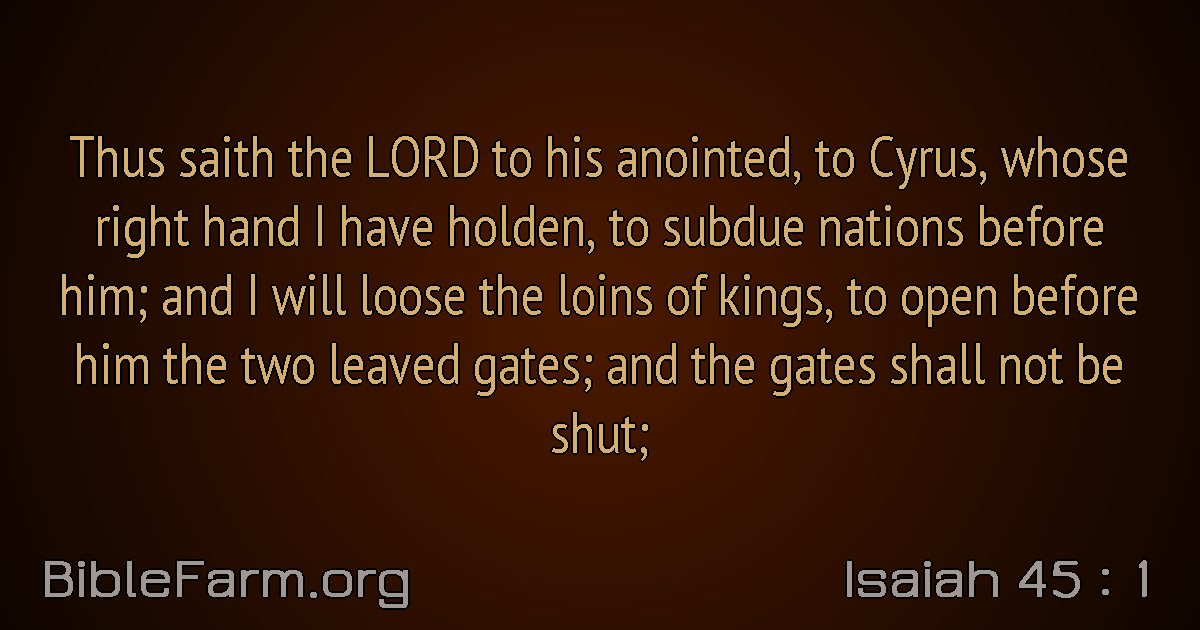 Thus saith the LORD to his anointed, to Cyrus, whose
right hand I have holden, to subdue nations before
him; and I will loose the loins of kings, to open before
him the two leaved gates; and the gates shall not be
shut;
BibleFarm.org
Isaiah 45 : 1